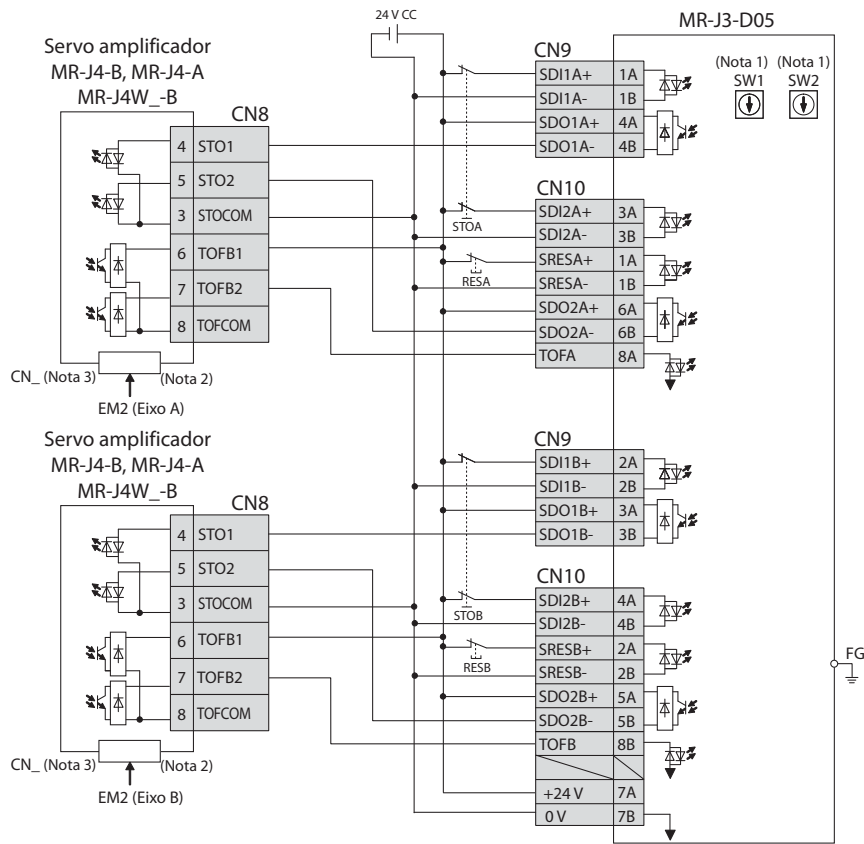 24 V CC
MR-J3-D05
Servo amplificador
MR-J4-B, MR-J4-A
MR-J4W_-B
CN8
4 STO1
5 STO2
3 STOCOM
6 TOFB1
7 TOFB2
8 TOFCOM
CN_ (Nota 3)
(Nota 2)
EM2 (Eixo A)
STOA
RESA
CN9
SDI1A+ 1A
SDI1A- 1B
SDO1A+ 4A
SDO1A- 4B
CN10
SDI2A+ 3A
SDI2A- 3B
SRESA+ 1A
SRESA- 1B
SDO2A+ 6A
SDO2A- 6B
TOFA 8A
(Nota 1) (Nota 1)
SW1 SW2
Servo amplificador
MR-J4-B, MR-J4-A
MR-J4W_-B
CN8
4 STO1
5 STO2
3 STOCOM
6 TOFB1
7 TOFB2
8 TOFCOM
CN_ (Nota 3)
(Nota 2)
EM2 (Eixo B)
STOB
RESB
CN9
SDI1B+ 2A
SDI1B- 2B
SDO1B+ 3A
SDO1B- 3B
CN10
SDI2B+ 4A
SDI2B- 4B
SRESB+ 2A
SRESB- 2B
SDO2B+ 5A
SDO2B- 5B
TOFB 8B
+24 V 7A
0 V 7B
FG